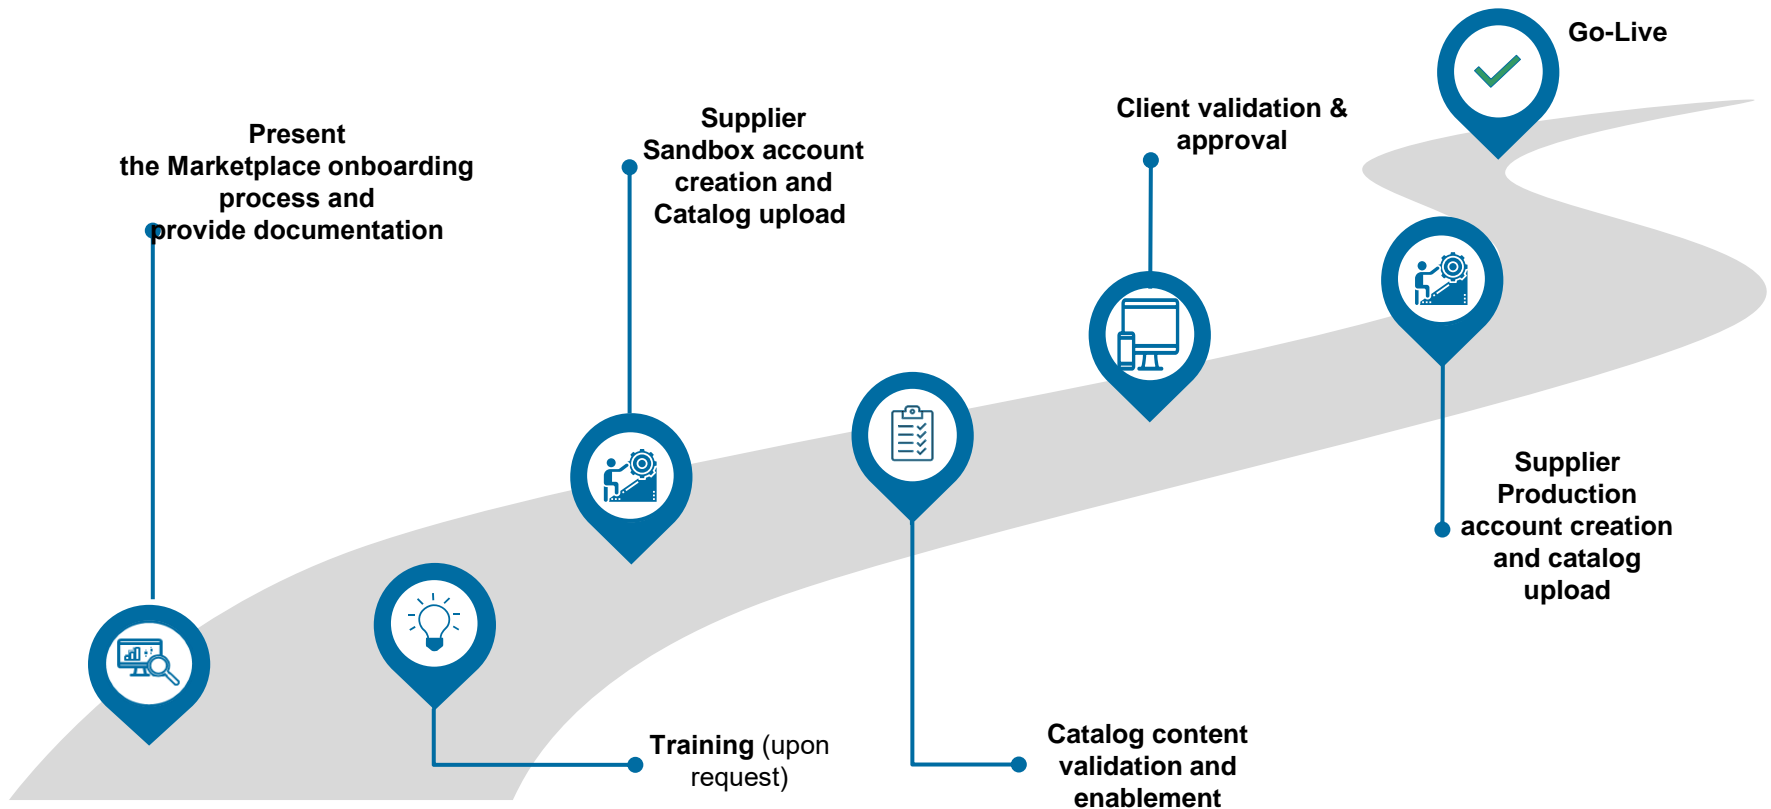 Present
the Marketplace onboarding
process and
provide documentation
Training (upon
request)
Supplier
Sandbox account
creation and
Catalog upload
Catalog content
validation and
enablement
Client validation &
approval
Supplier
Production
account creation
and catalog
upload
Go-Live